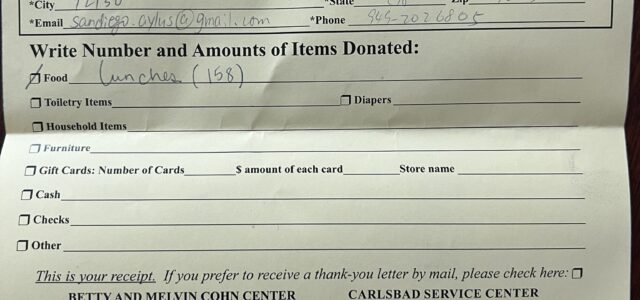 *City *State Zip
*Email sandiego.aylus@gmail.com *Phone 949-202 6805
Write Number and Amounts of Items Donated:
Food Lunches (158)
Toiletry Items Diapers
Household Items
Furniture
Gift Cards: Number of Cards $ amount of each card Store name
Cash
Checks
Other
This is your receipt. If you prefer to receive a thank-you letter by mail, please check here:
BETTY AND MELVIN COHN CENTER CARLSBAD SERVICE CENTER